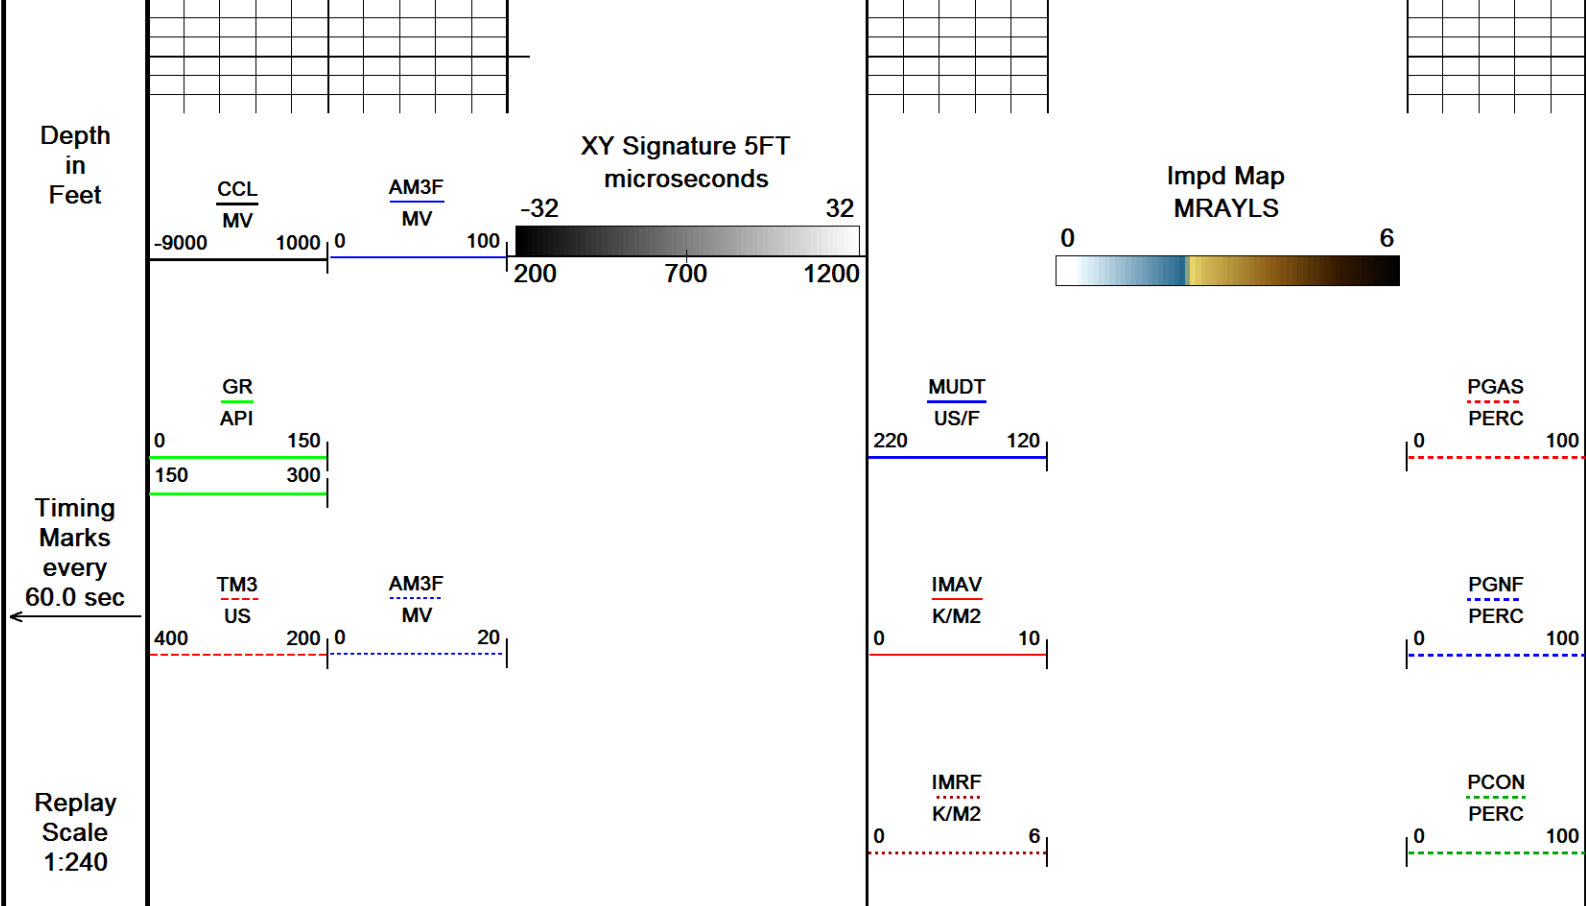 Depth
in
Feet
CCL
MV
-9000 1000
AM3F
MV
0 100
XY Signature 5FT
microseconds
-32 32
200 700 1200
Impd Map
MRAYLS
0 6
GR
API
0 150
150 300
MUDT
US/F
220 120
PGAS
PERC
0 100
Timing
Marks
every
60.0 sec
TM3
US
400 200
AM3F
MV
0 20
IMAV
K/M2
0 10
PGNF
PERC
0 100
Replay
Scale
1:240
IMRF
K/M2
0 6
PCON
PERC
0 100